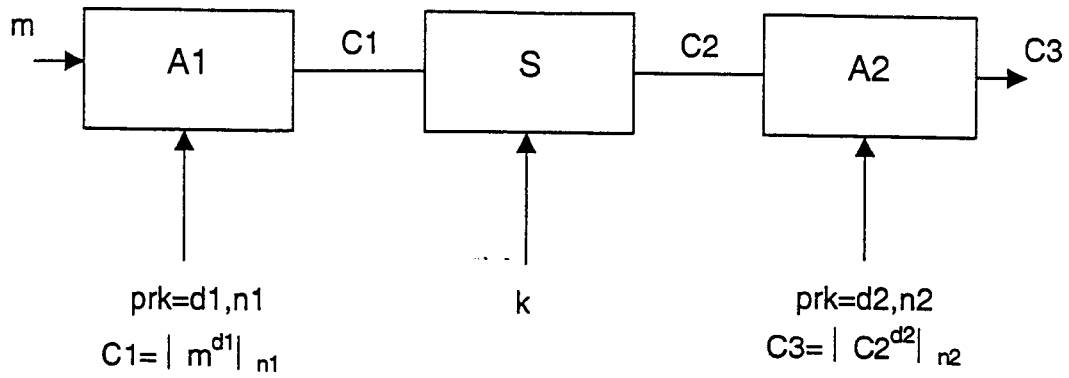 m
A1
C1
S
C2
A2
C3
prk=d1,n1
k
prk=d2,n2
C1=| m^d1 | n1
C3=| C2^d2 | n2